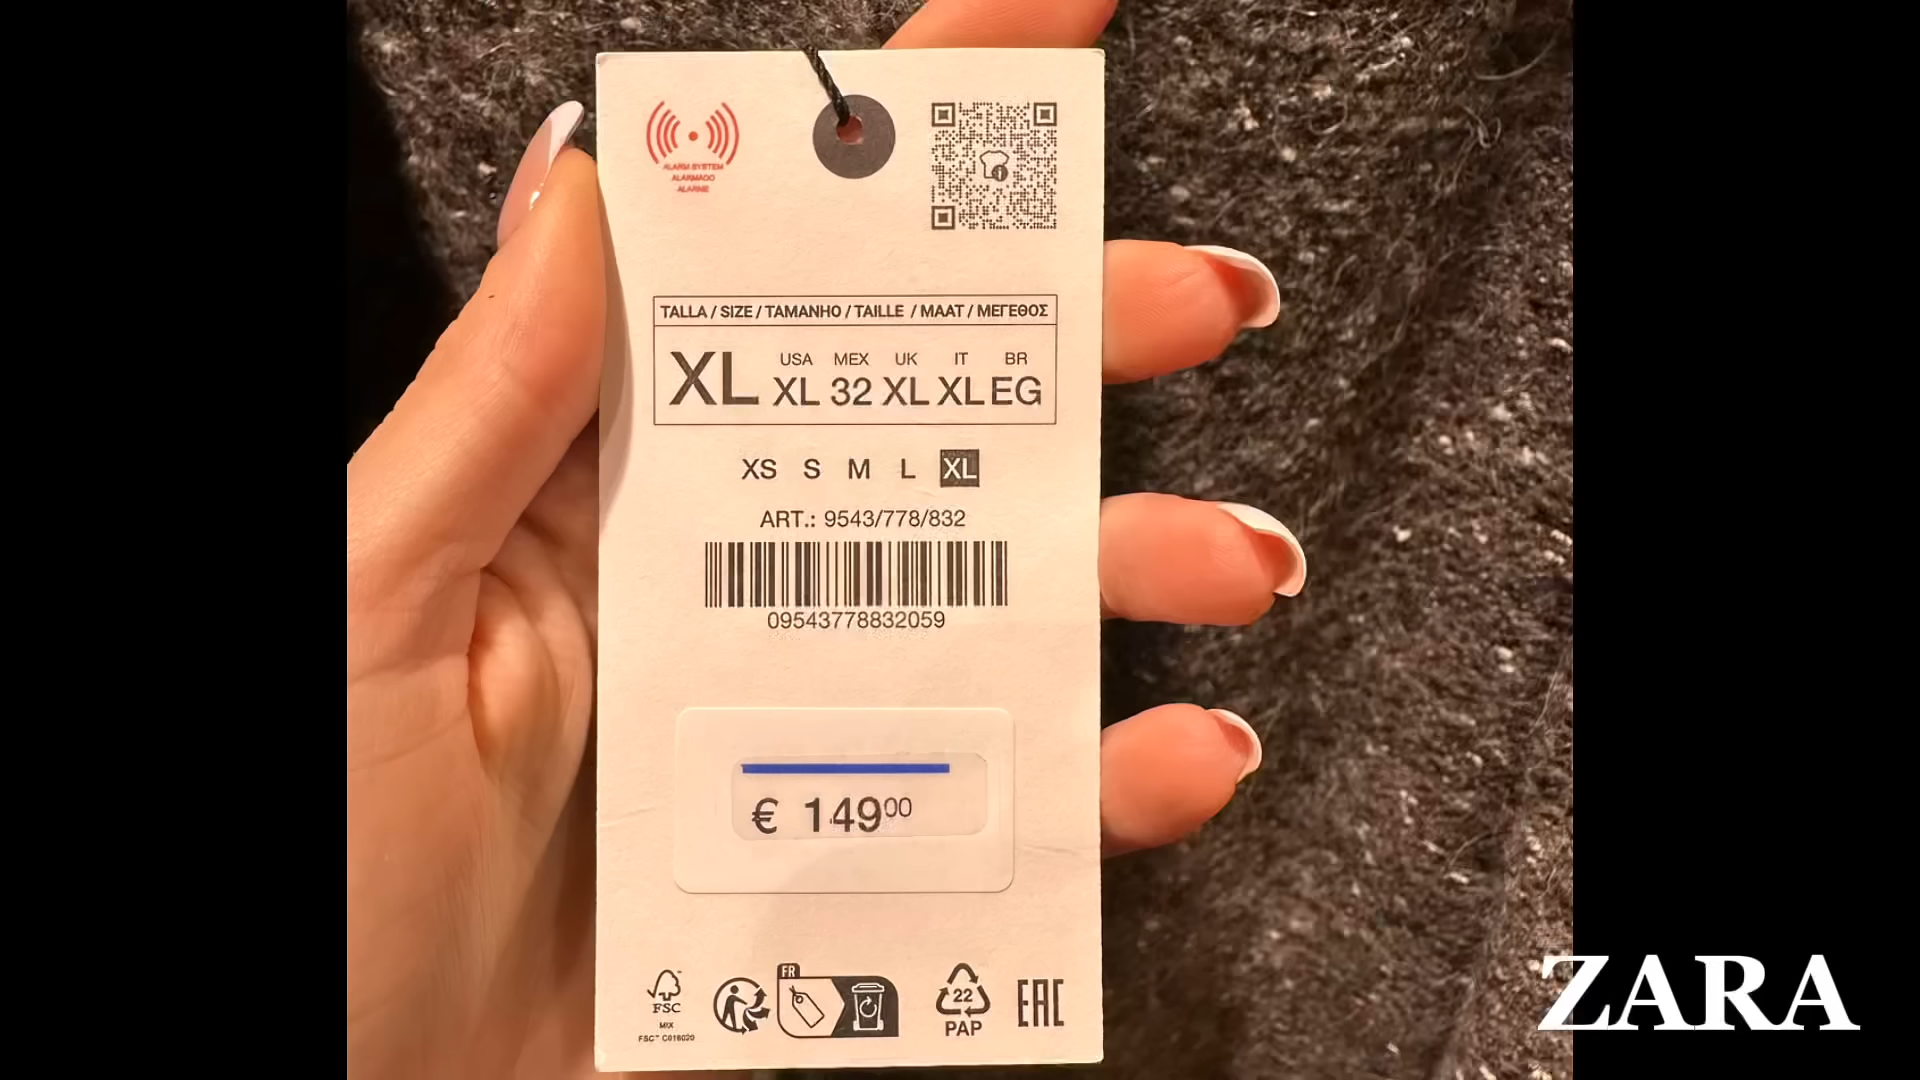 ALARM SYSTEM
ALARMADO
ALARME
TALLA / SIZE / TAMANHO / TAILLE / MAAT / ΜΕΓΕΘΟΣ
XL
USA MEX UK IT BR
XL 32 XL XL EG
XS S M L XL
ART.: 9543/778/832
09543778832059
€ 149⁰⁰
FSC
MIX
FSC™ C016020
FR
22
PAP
EAC
ZARA